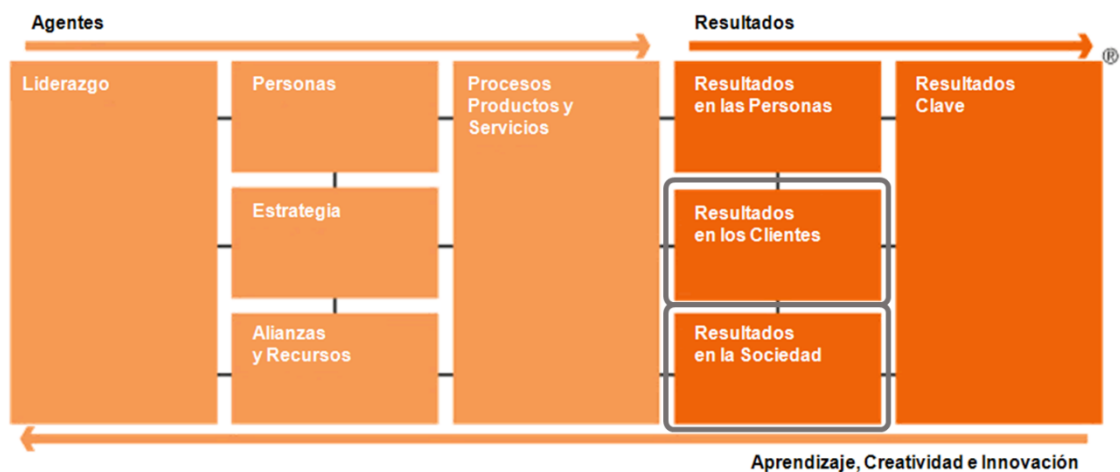 Agentes
Resultados
®
Liderazgo
Personas
Procesos
Productos y
Servicios
Resultados
en las Personas
Resultados
Clave
Estrategia
Resultados
en los Clientes
Alianzas
y Recursos
Resultados
en la Sociedad
Aprendizaje, Creatividad e Innovación